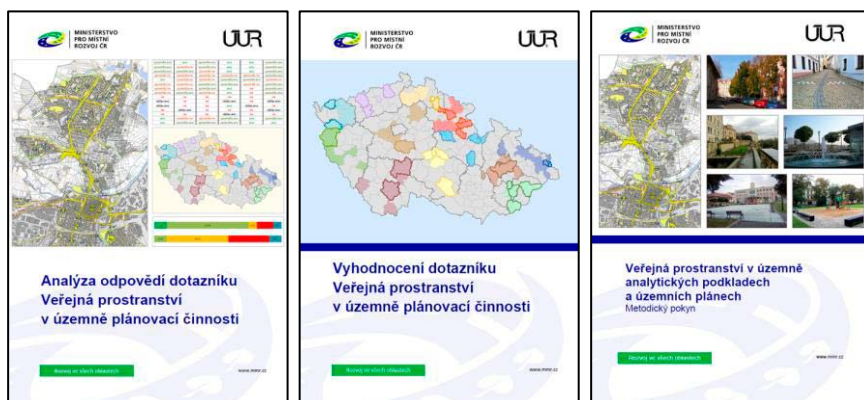 MINISTERSTVO
PRO MÍSTNÍ
ROZVOJ ČR
UUR
Analýza odpovědí dotazníku
Veřejná prostranství
v územně plánovací činnosti
Rozvoj ve všech oblastech
www.mmr.cz
MINISTERSTVO
PRO MÍSTNÍ
ROZVOJ ČR
UUR
Vyhodnocení dotazníku
Veřejná prostranství
v územně plánovací činnosti
Rozvoj ve všech oblastech
www.mmr.cz
MINISTERSTVO
PRO MÍSTNÍ
ROZVOJ ČR
UUR
Veřejná prostranství v územně
analytických podkladech
a územních plánech
Metodický pokyn
Rozvoj ve všech oblastech
www.mmr.cz